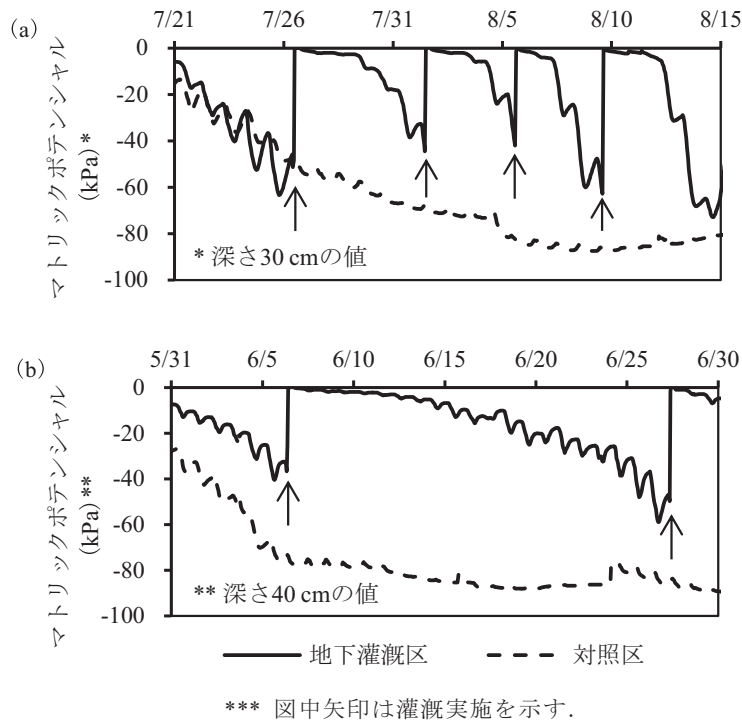 (a)
7/21 7/26 7/31 8/5 8/10 8/15
マトリックポテンシャル
(kPa)*
0
-20
-40
-60
-80
-100
* 深さ30 cmの値
(b)
5/31 6/5 6/10 6/15 6/20 6/25 6/30
マトリックポテンシャル
(kPa)**
0
-20
-40
-60
-80
-100
** 深さ40 cmの値
地下灌漑区 対照区
*** 図中矢印は灌漑実施を示す.